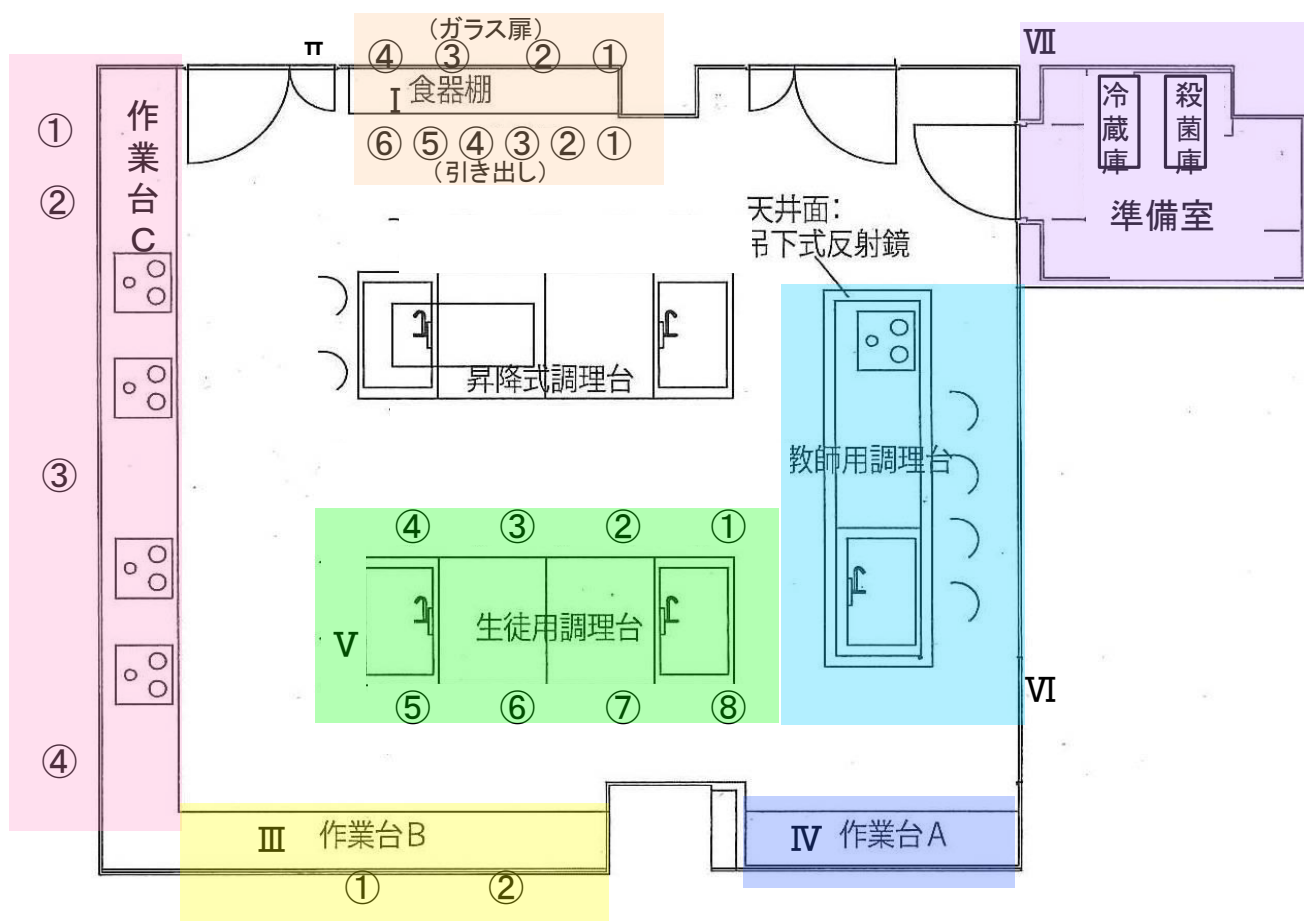 (ガラス扉)
④ ③ ② ①
Ⅰ 食器棚
⑥ ⑤ ④ ③ ② ①
(引き出し)
Ⅱ
作業台C
①
②
③
④
Ⅶ
冷蔵庫
殺菌庫
準備室
天井面:
吊下式反射鏡
昇降式調理台
教師用調理台
④ ③ ② ①
Ⅴ 生徒用調理台
⑤ ⑥ ⑦ ⑧
Ⅵ
Ⅲ 作業台B
① ②
Ⅳ 作業台A